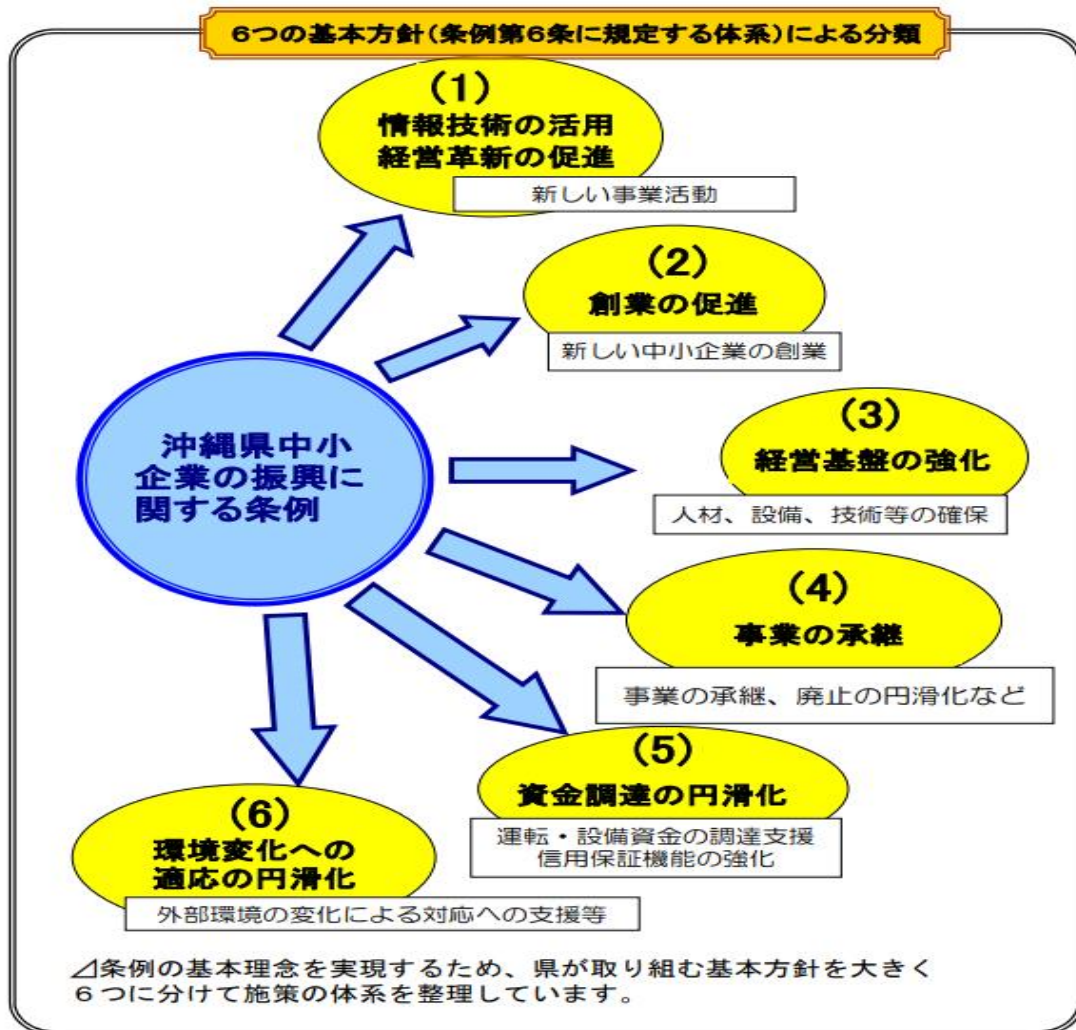 6つの基本方針(条例第6条に規定する体系)による分類
(1)
情報技術の活用
経営革新の促進
新しい事業活動
(2)
創業の促進
新しい中小企業の創業
(3)
経営基盤の強化
人材、設備、技術等の確保
沖縄県中小
企業の振興に
関する条例
(4)
事業の承継
事業の承継、廃止の円滑化など
(5)
資金調達の円滑化
運転・設備資金の調達支援
信用保証機能の強化
(6)
環境変化への
適応の円滑化
外部環境の変化による対応への支援等
⊿条例の基本理念を実現するため、県が取り組む基本方針を大きく
6つに分けて施策の体系を整理しています。